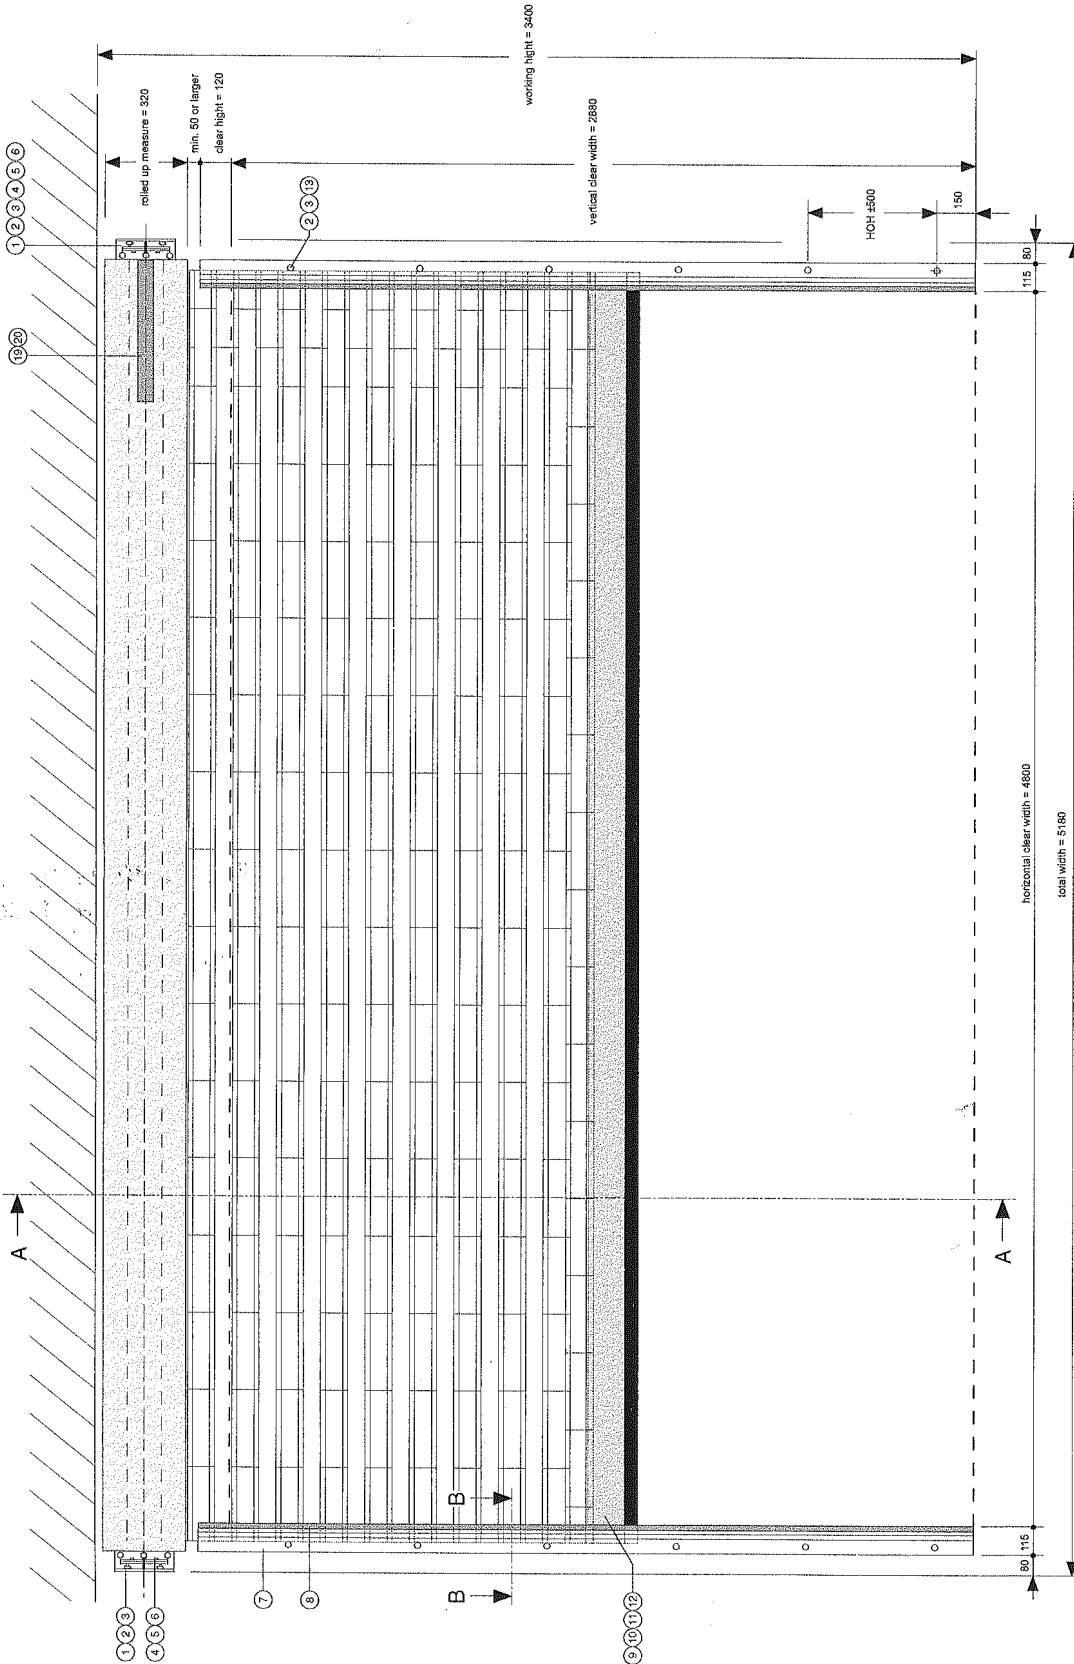 1 2 3 4 5 6
19 20
rolled up measure = 320
min. 50 or larger
clear hight = 120
working hight = 3400
2 3 13
vertical clear width = 2880
HOH ±500
150
80
115
A
A
horizontal clear width = 4800
total width = 5180
B
B
1 2 3
4 5 6
7
8
9 10 11 12
80
115